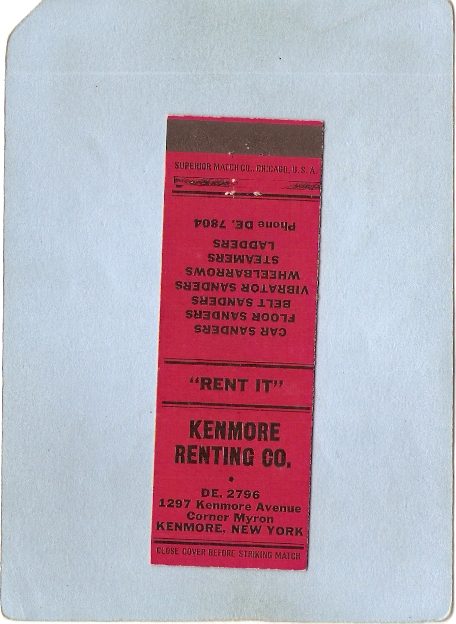 SUPERIOR MATCH CO., CHICAGO, U. S. A.
CAR SANDERS
FLOOR SANDERS
BELT SANDERS
VIBRATOR SANDERS
WHEELBARROWS
STEAMERS
LADDERS
Phone DE. 7804
"RENT IT"
KENMORE
RENTING CO.
DE. 2796
1297 Kenmore Avenue
Corner Myron
KENMORE, NEW YORK
CLOSE COVER BEFORE STRIKING MATCH